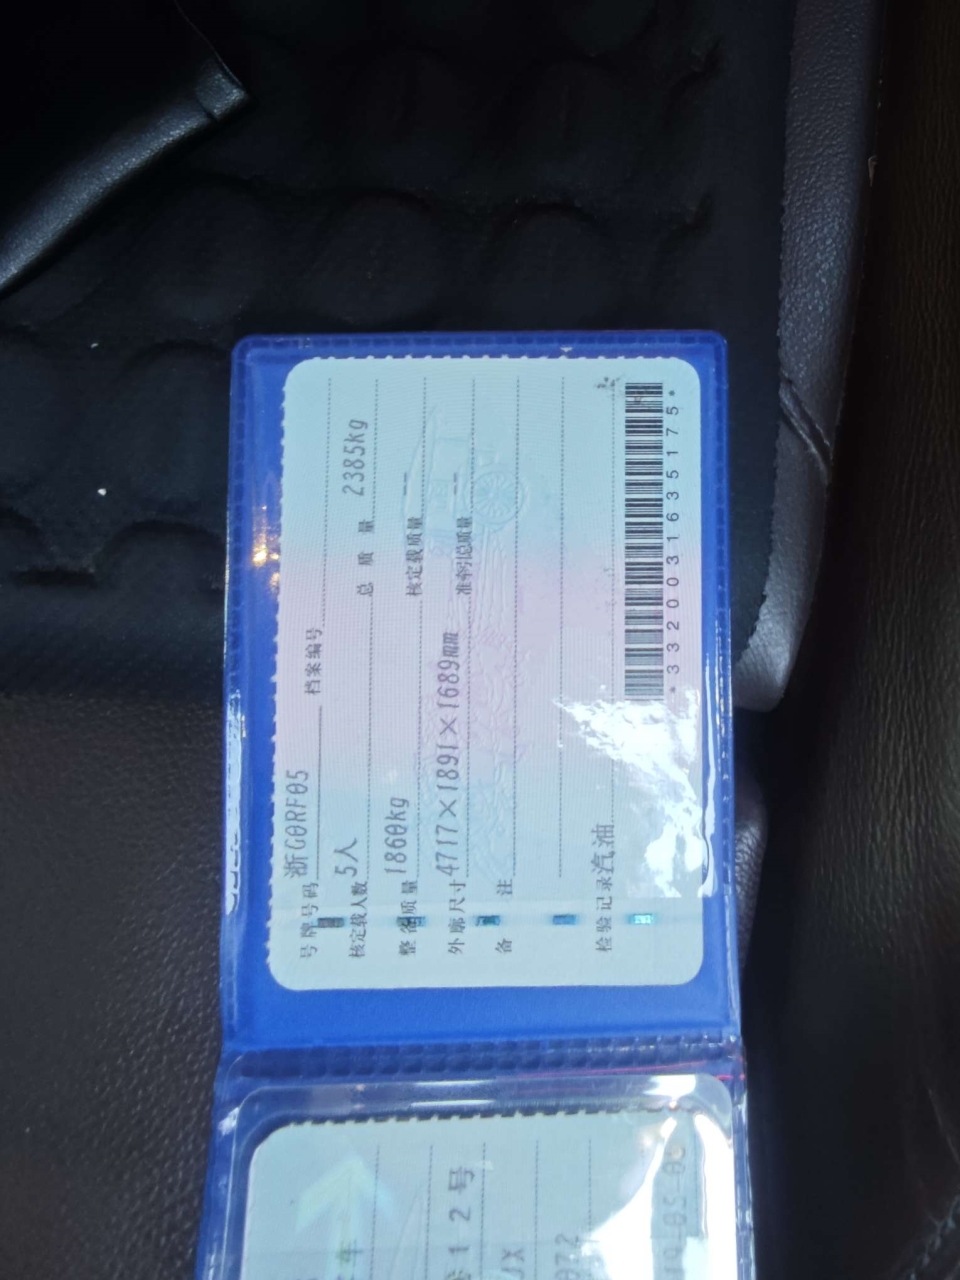 号牌号码 浙G0RF05 档案编号
核定载人数 5人 总质量 2385kg
整备质量 1860kg 核定载质量
外廓尺寸 4717×1891×1689mm 准牵引总质量
备注
检验记录 汽油
*3320031635175*
12号